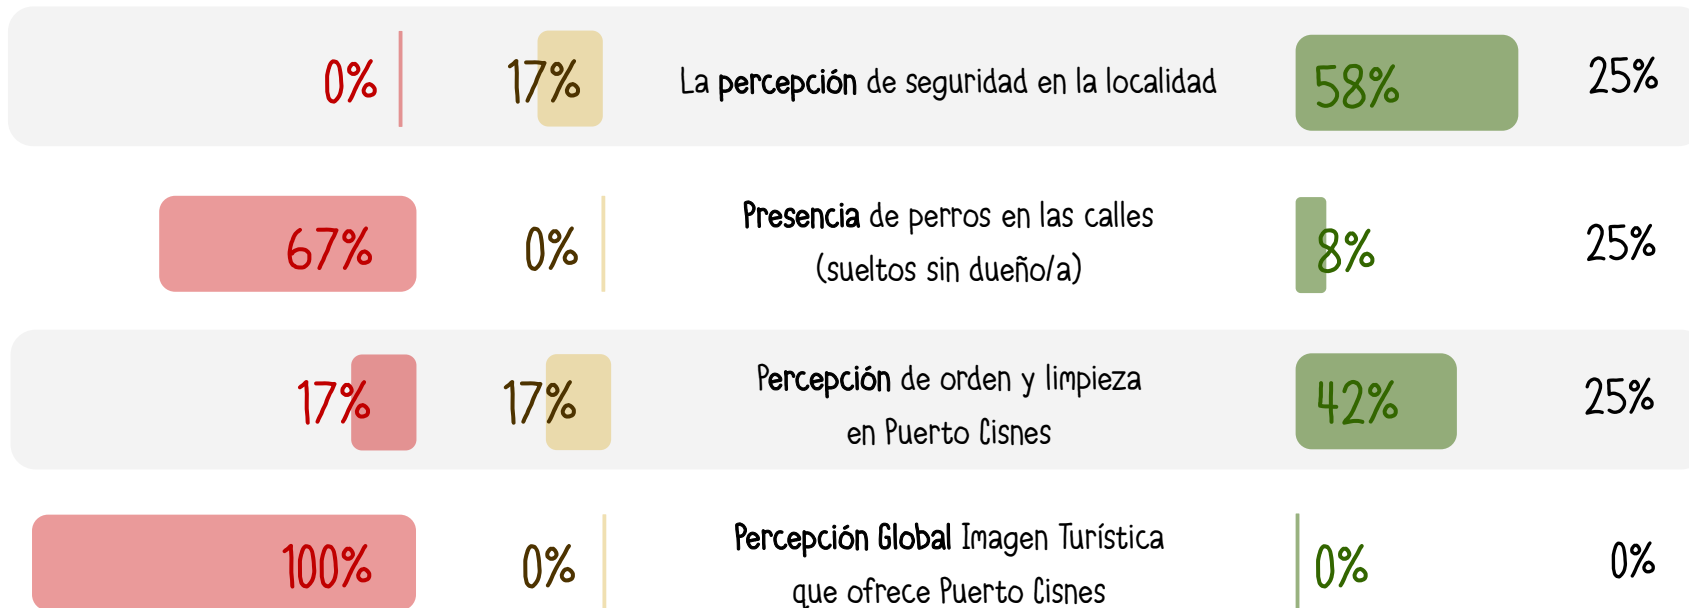 0% 17% La percepción de seguridad en la localidad 58% 25%
67% 0% Presencia de perros en las calles 8% 25%
(sueltos sin dueño/a)
17% 17% Percepción de orden y limpieza 42% 25%
en Puerto Cisnes
100% 0% Percepción Global Imagen Turística 0% 0%
que ofrece Puerto Cisnes